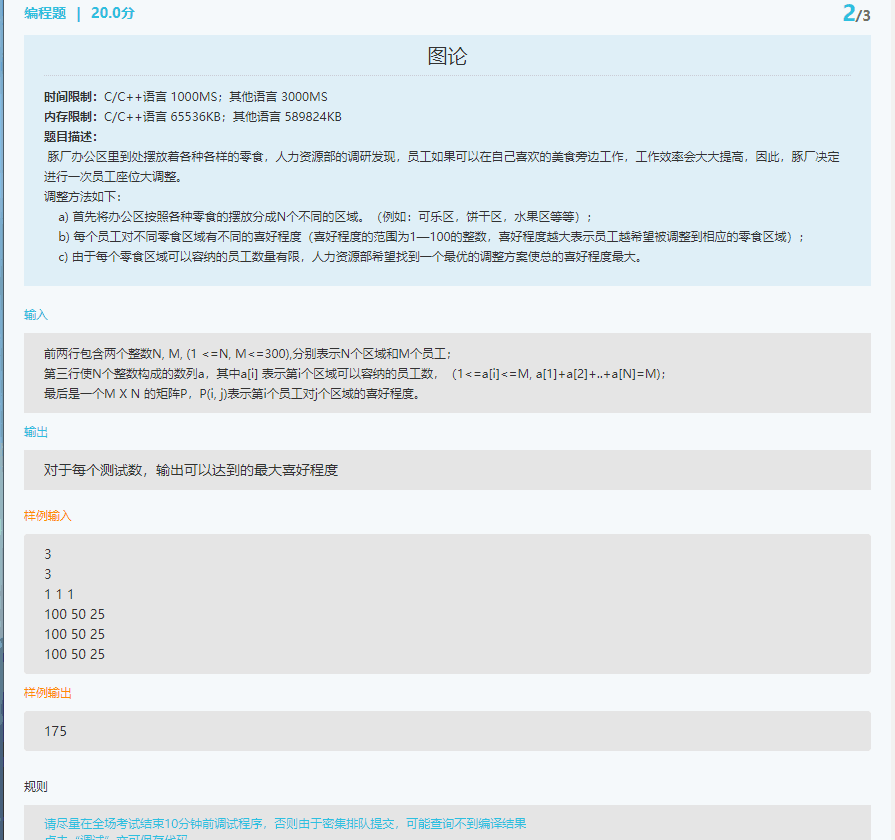 编程题 | 20.0分
2/3
图论
时间限制：C/C++语言 1000MS；其他语言 3000MS
内存限制：C/C++语言 65536KB；其他语言 589824KB
题目描述：
豚厂办公区里到处摆放着各种各样的零食，人力资源部的调研发现，员工如果可以在自己喜欢的美食旁边工作，工作效率会大大提高，因此，豚厂决定
进行一次员工座位大调整。
调整方法如下：
a) 首先将办公区按照各种零食的摆放分成N个不同的区域。（例如：可乐区，饼干区，水果区等等）；
b) 每个员工对不同零食区域有不同的喜好程度（喜好程度的范围为1—100的整数，喜好程度越大表示员工越希望被调整到相应的零食区域）；
c) 由于每个零食区域可以容纳的员工数量有限，人力资源部希望找到一个最优的调整方案使总的喜好程度最大。
输入
前两行包含两个整数N, M, (1 <=N, M<=300),分别表示N个区域和M个员工；
第三行使N个整数构成的数列a，其中a[i] 表示第i个区域可以容纳的员工数，（1<=a[i]<=M, a[1]+a[2]+..+a[N]=M)；
最后是一个M X N 的矩阵P，P(i, j)表示第i个员工对j个区域的喜好程度。
输出
对于每个测试数，输出可以达到的最大喜好程度
样例输入
3
3
1 1 1
100 50 25
100 50 25
100 50 25
样例输出
175
规则
请尽量在全场考试结束10分钟前调试程序，否则由于密集排队提交，可能查询不到编译结果